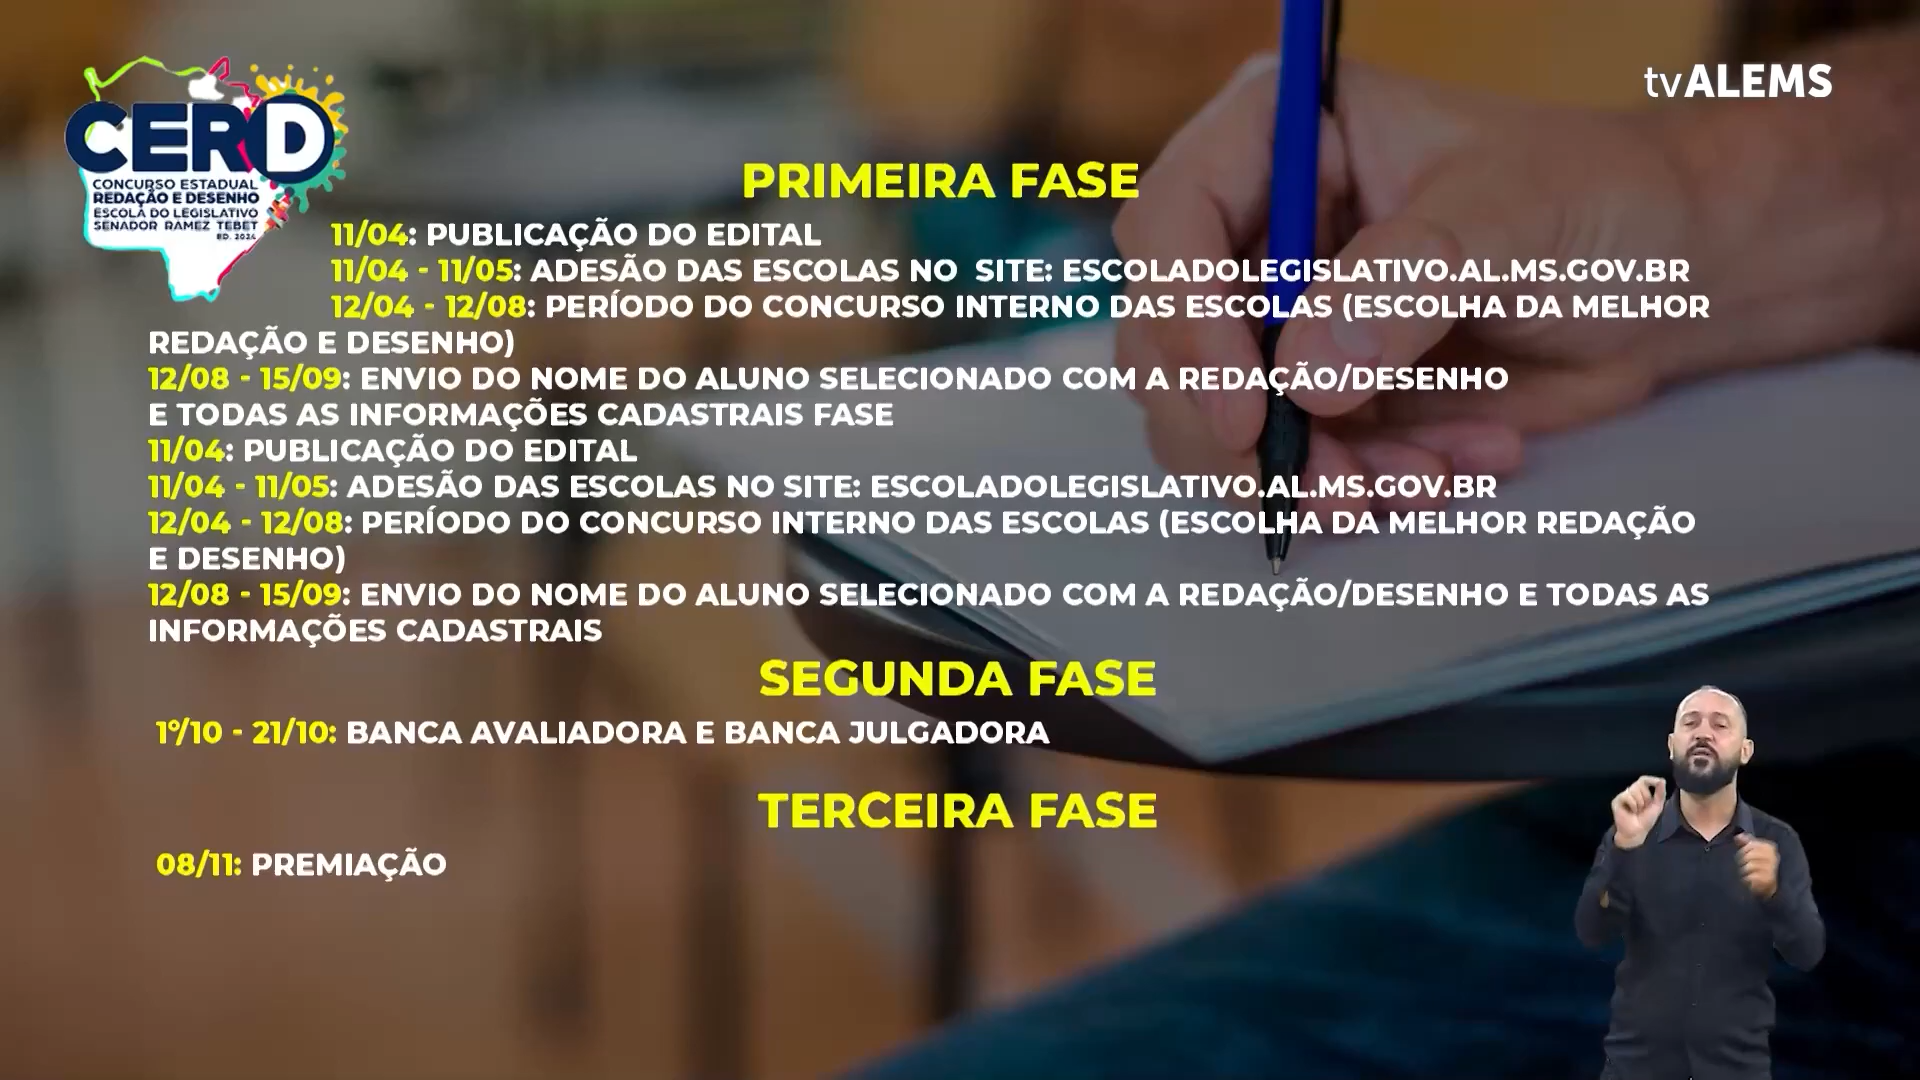 CERD
CONCURSO ESTADUAL
REDAÇÃO E DESENHO
ESCOLA DO LEGISLATIVO
SENADOR RAMEZ TEBET
ED. 2024
tvALEMS
PRIMEIRA FASE
11/04: PUBLICAÇÃO DO EDITAL
11/04 - 11/05: ADESÃO DAS ESCOLAS NO SITE: ESCOLADOLEGISLATIVO.AL.MS.GOV.BR
12/04 - 12/08: PERÍODO DO CONCURSO INTERNO DAS ESCOLAS (ESCOLHA DA MELHOR
REDAÇÃO E DESENHO)
12/08 - 15/09: ENVIO DO NOME DO ALUNO SELECIONADO COM A REDAÇÃO/DESENHO
E TODAS AS INFORMAÇÕES CADASTRAIS FASE
11/04: PUBLICAÇÃO DO EDITAL
11/04 - 11/05: ADESÃO DAS ESCOLAS NO SITE: ESCOLADOLEGISLATIVO.AL.MS.GOV.BR
12/04 - 12/08: PERÍODO DO CONCURSO INTERNO DAS ESCOLAS (ESCOLHA DA MELHOR REDAÇÃO
E DESENHO)
12/08 - 15/09: ENVIO DO NOME DO ALUNO SELECIONADO COM A REDAÇÃO/DESENHO E TODAS AS
INFORMAÇÕES CADASTRAIS
SEGUNDA FASE
1º/10 - 21/10: BANCA AVALIADORA E BANCA JULGADORA
TERCEIRA FASE
08/11: PREMIAÇÃO